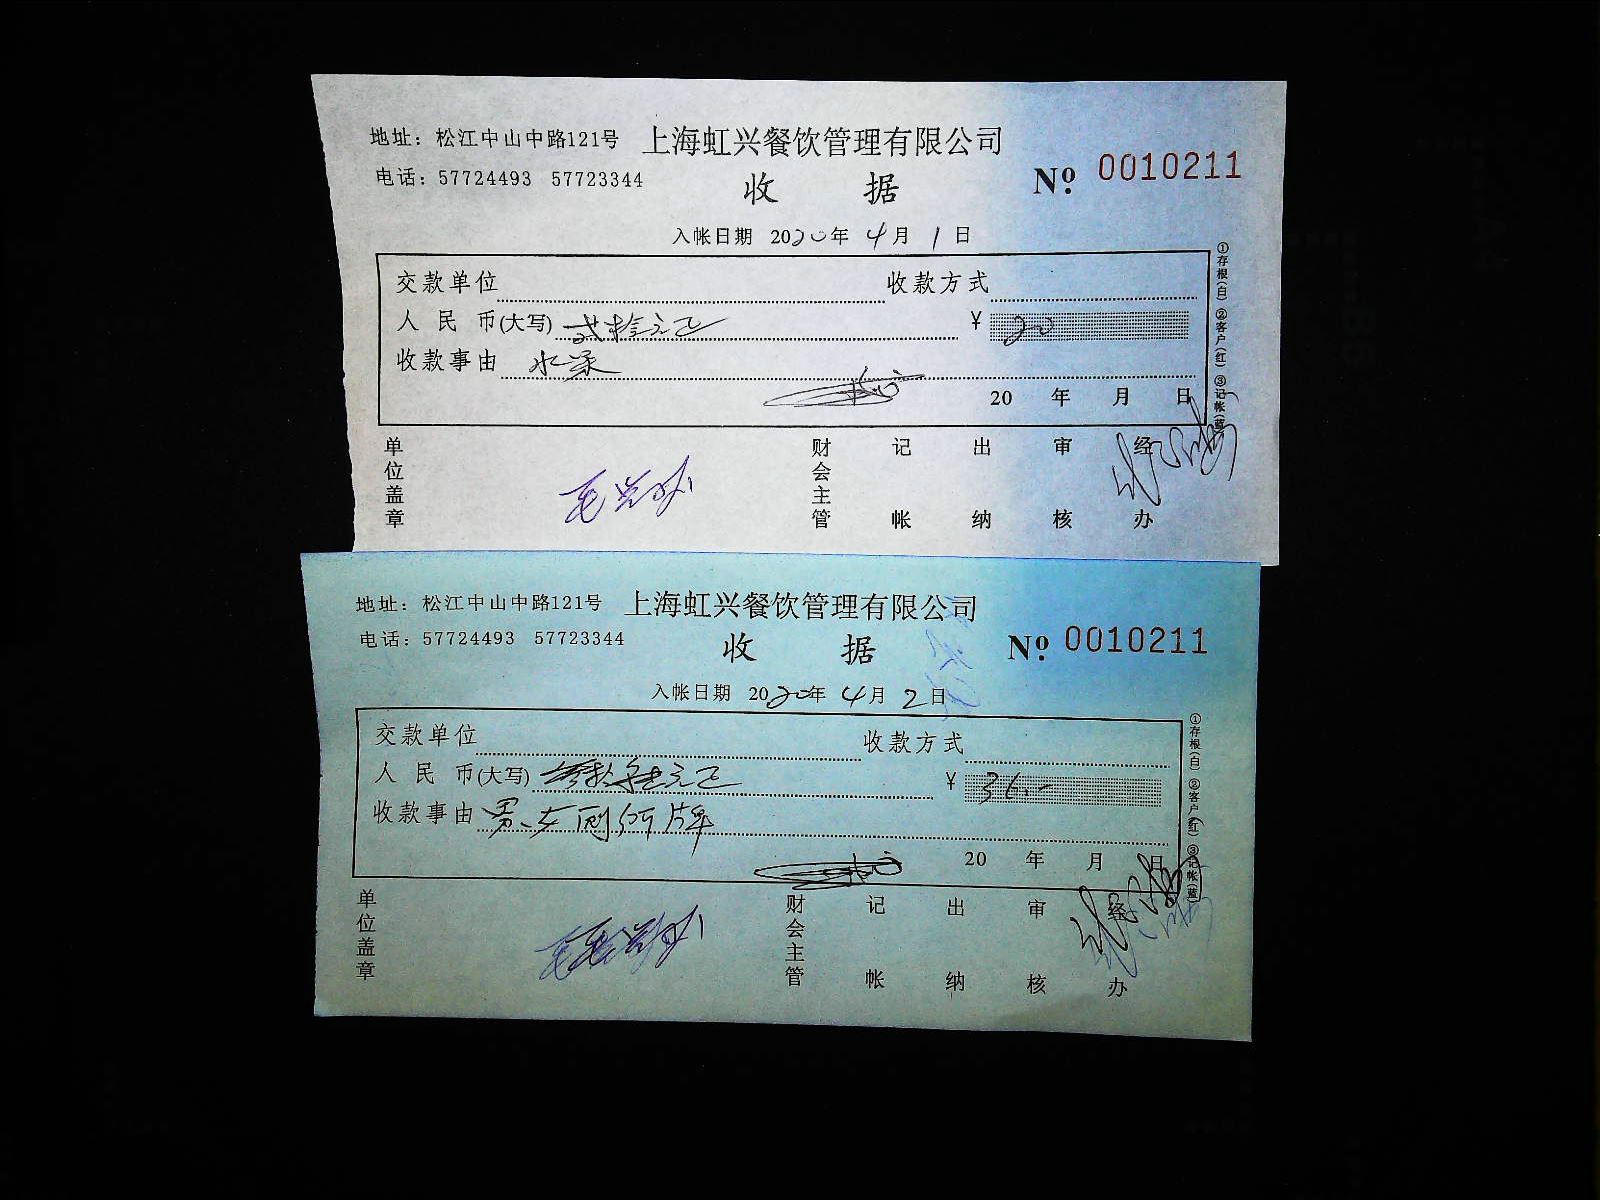 地址：松江中山中路121号 上海虹兴餐饮管理有限公司
电话：57724493 57723344 收 据 Nº 0010211
入帐日期 2020年 4月 1日
交款单位 收款方式
人民币(大写) 贰拾元正 ¥ 20
收款事由 水
20 年 月 日
①存根(白) ②客户(红) ③记帐(蓝)
单位盖章 财会主管 记帐 出纳 审核 经办
地址：松江中山中路121号 上海虹兴餐饮管理有限公司
电话：57724493 57723344 收 据 Nº 0010211
入帐日期 2020年 4月 2日
交款单位 收款方式
人民币(大写) 元正 ¥ 36.-
收款事由 男、女厕所牌
20 年 月 日
①存根(白) ②客户(红) ③记帐(蓝)
单位盖章 财会主管 记帐 出纳 审核 经办